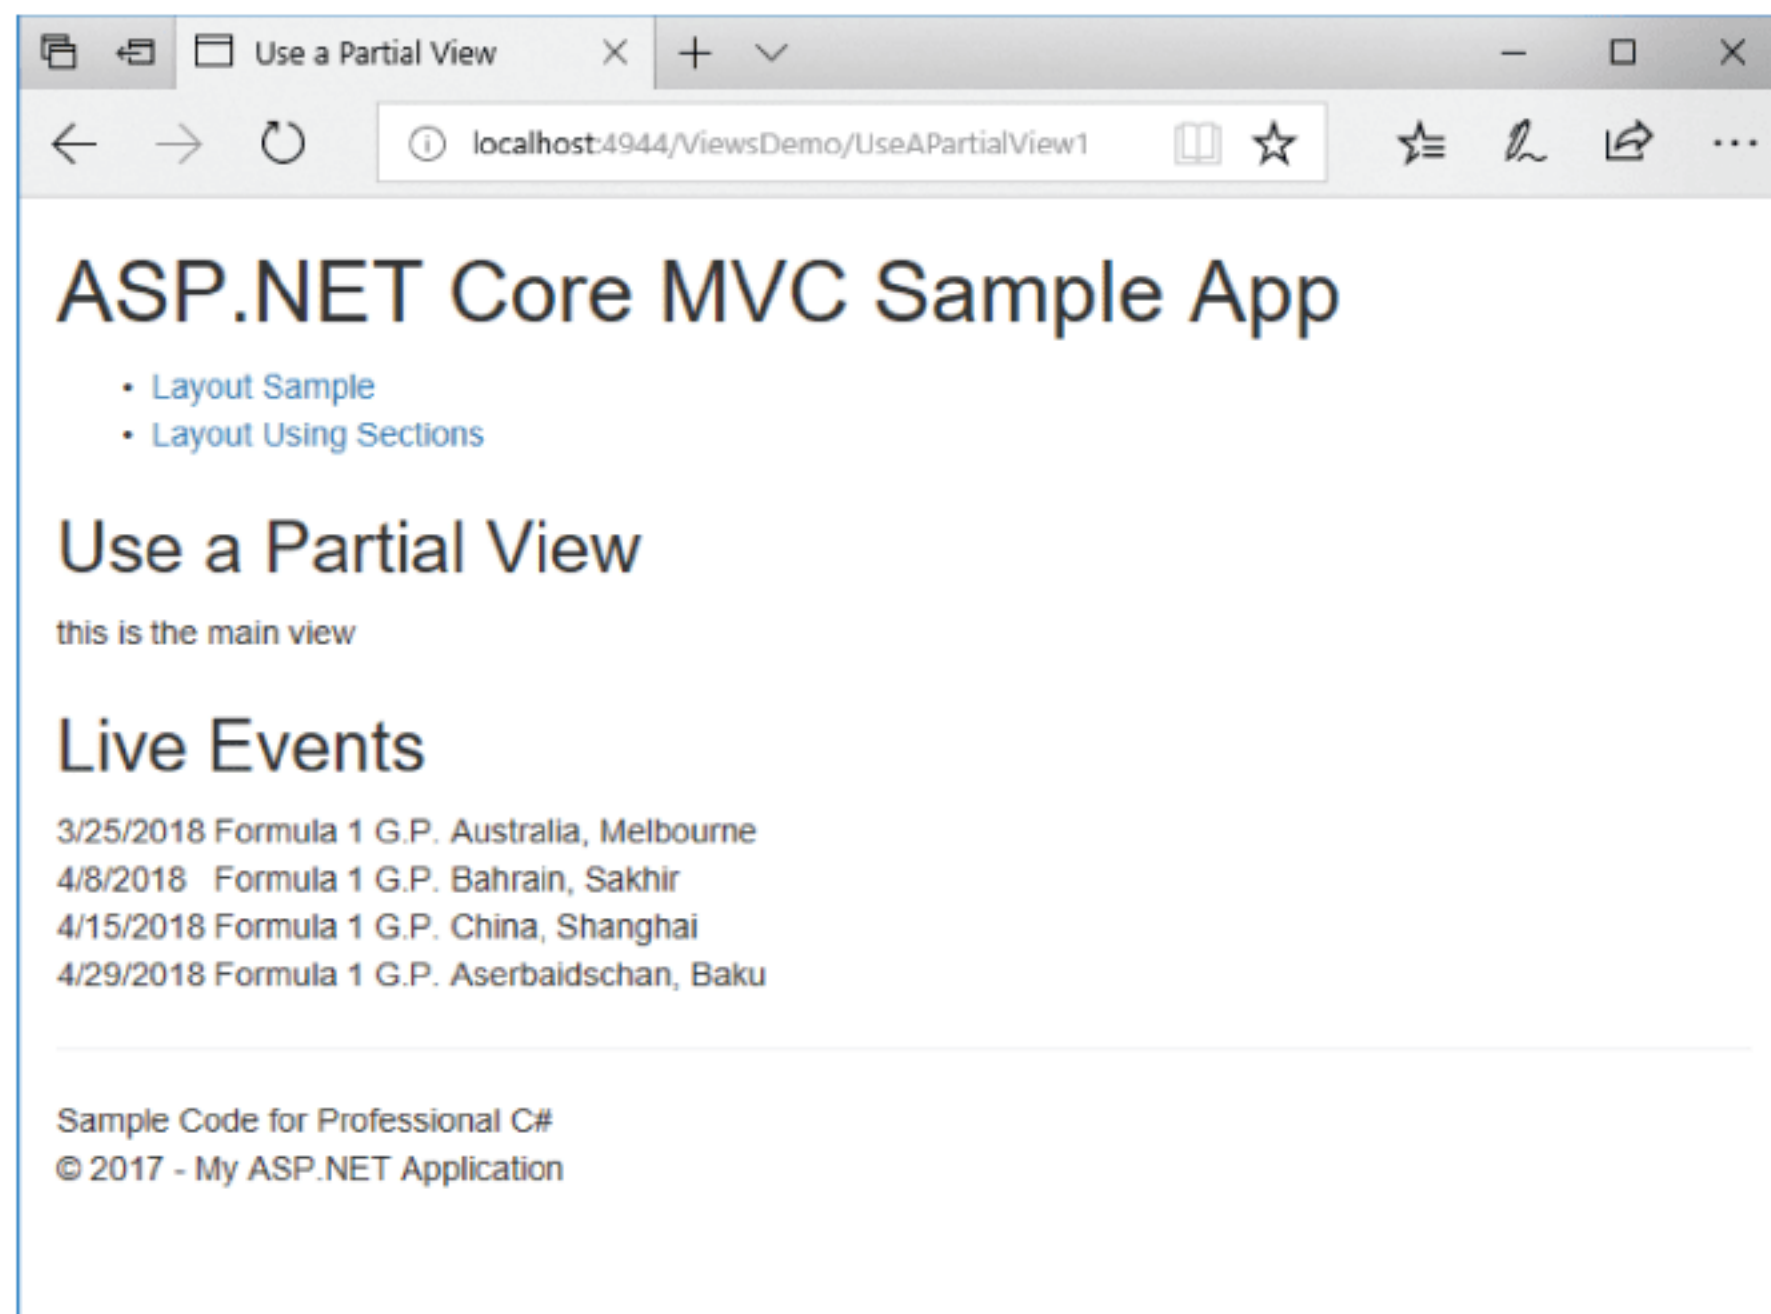 Use a Partial View
localhost:4944/ViewsDemo/UseAPartialView1
ASP.NET Core MVC Sample App
• Layout Sample
• Layout Using Sections
Use a Partial View
this is the main view
Live Events
3/25/2018 Formula 1 G.P. Australia, Melbourne
4/8/2018 Formula 1 G.P. Bahrain, Sakhir
4/15/2018 Formula 1 G.P. China, Shanghai
4/29/2018 Formula 1 G.P. Aserbaidschan, Baku
Sample Code for Professional C#
© 2017 - My ASP.NET Application